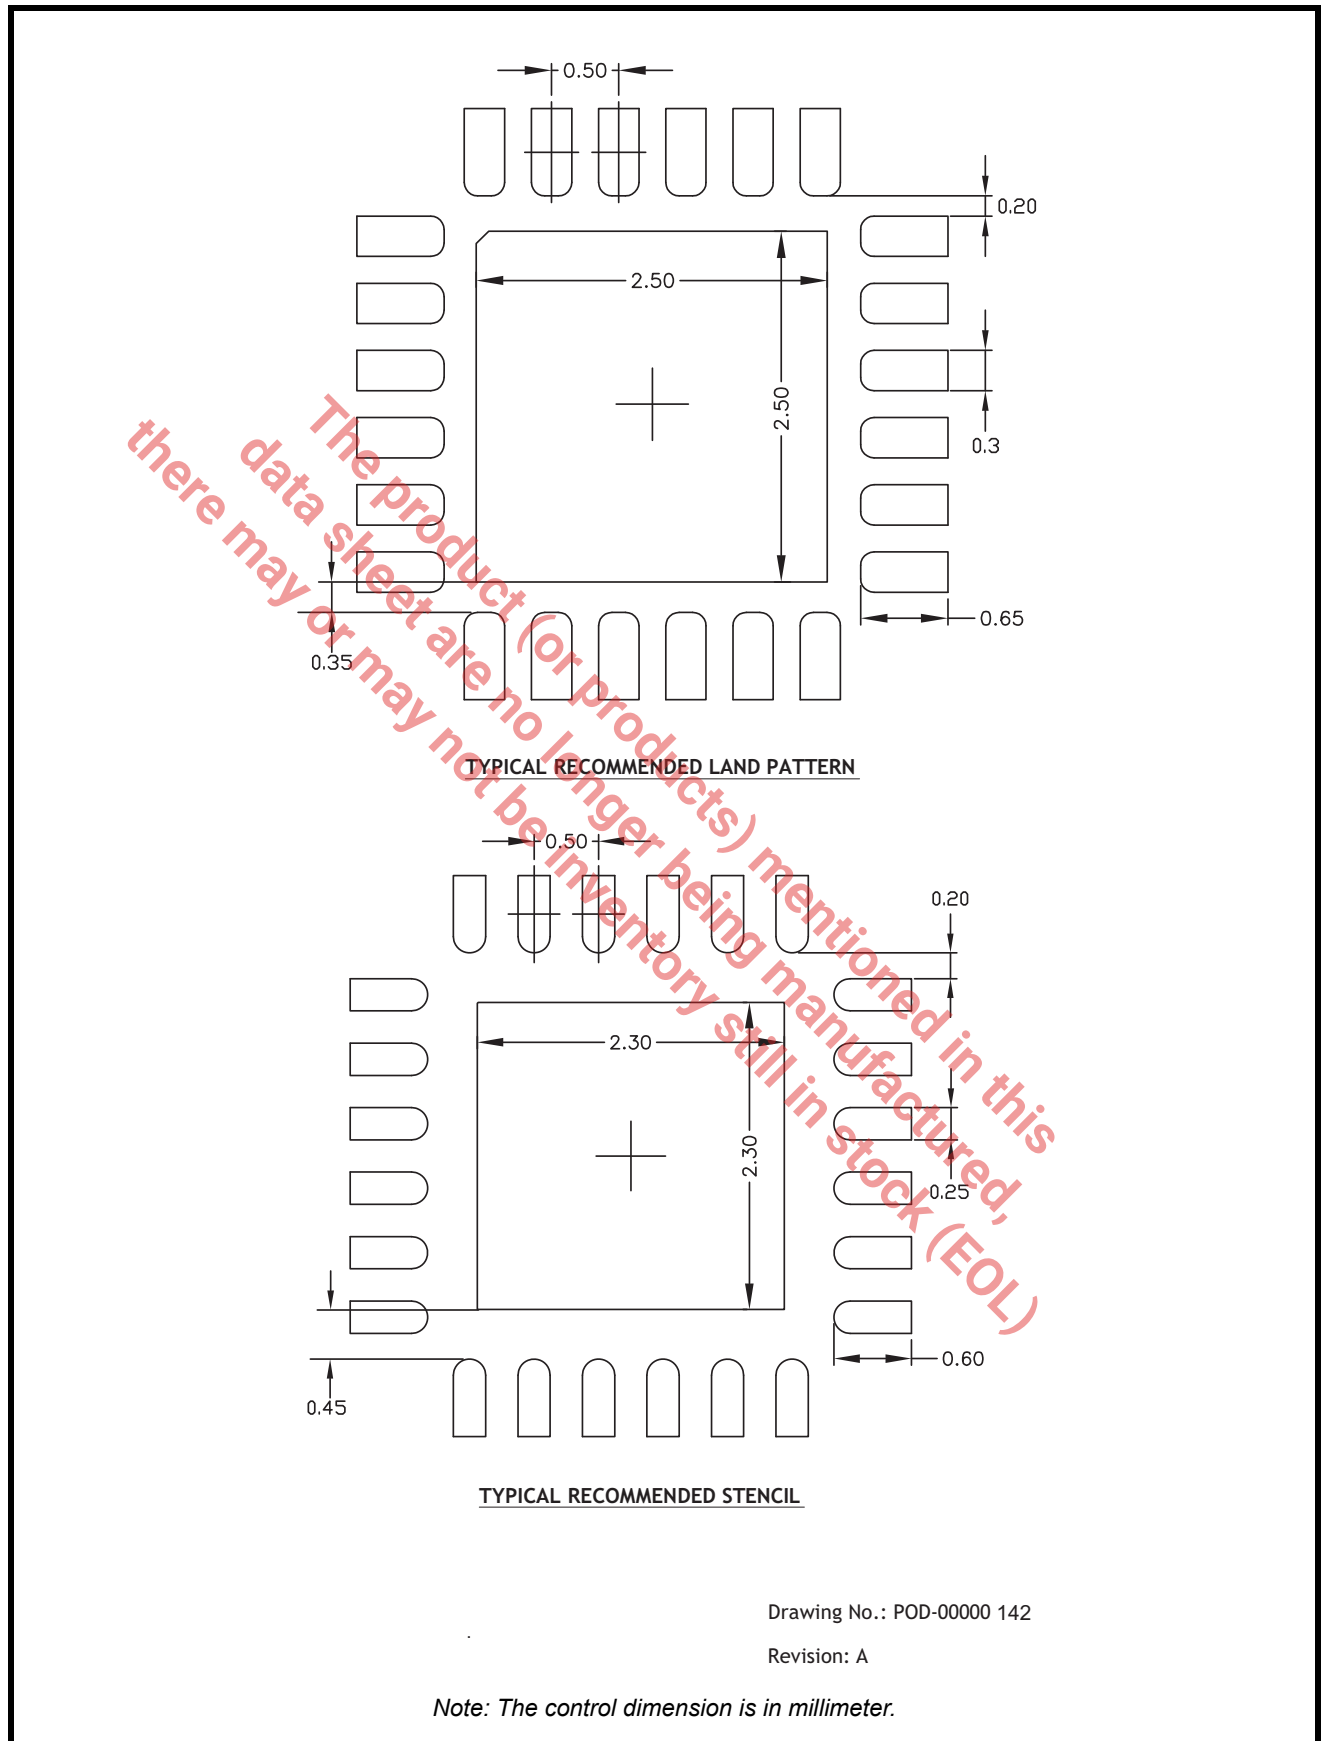 0.50
0.20
2.50
2.50
0.3
0.65
0.35
TYPICAL RECOMMENDED LAND PATTERN
0.50
0.20
2.30
2.30
0.25
0.60
0.45
TYPICAL RECOMMENDED STENCIL
The product (or products) mentioned in this
data sheet are no longer being manufactured,
there may or may not be inventory still in stock (EOL)
Drawing No.: POD-00000 142
Revision: A
Note: The control dimension is in millimeter.